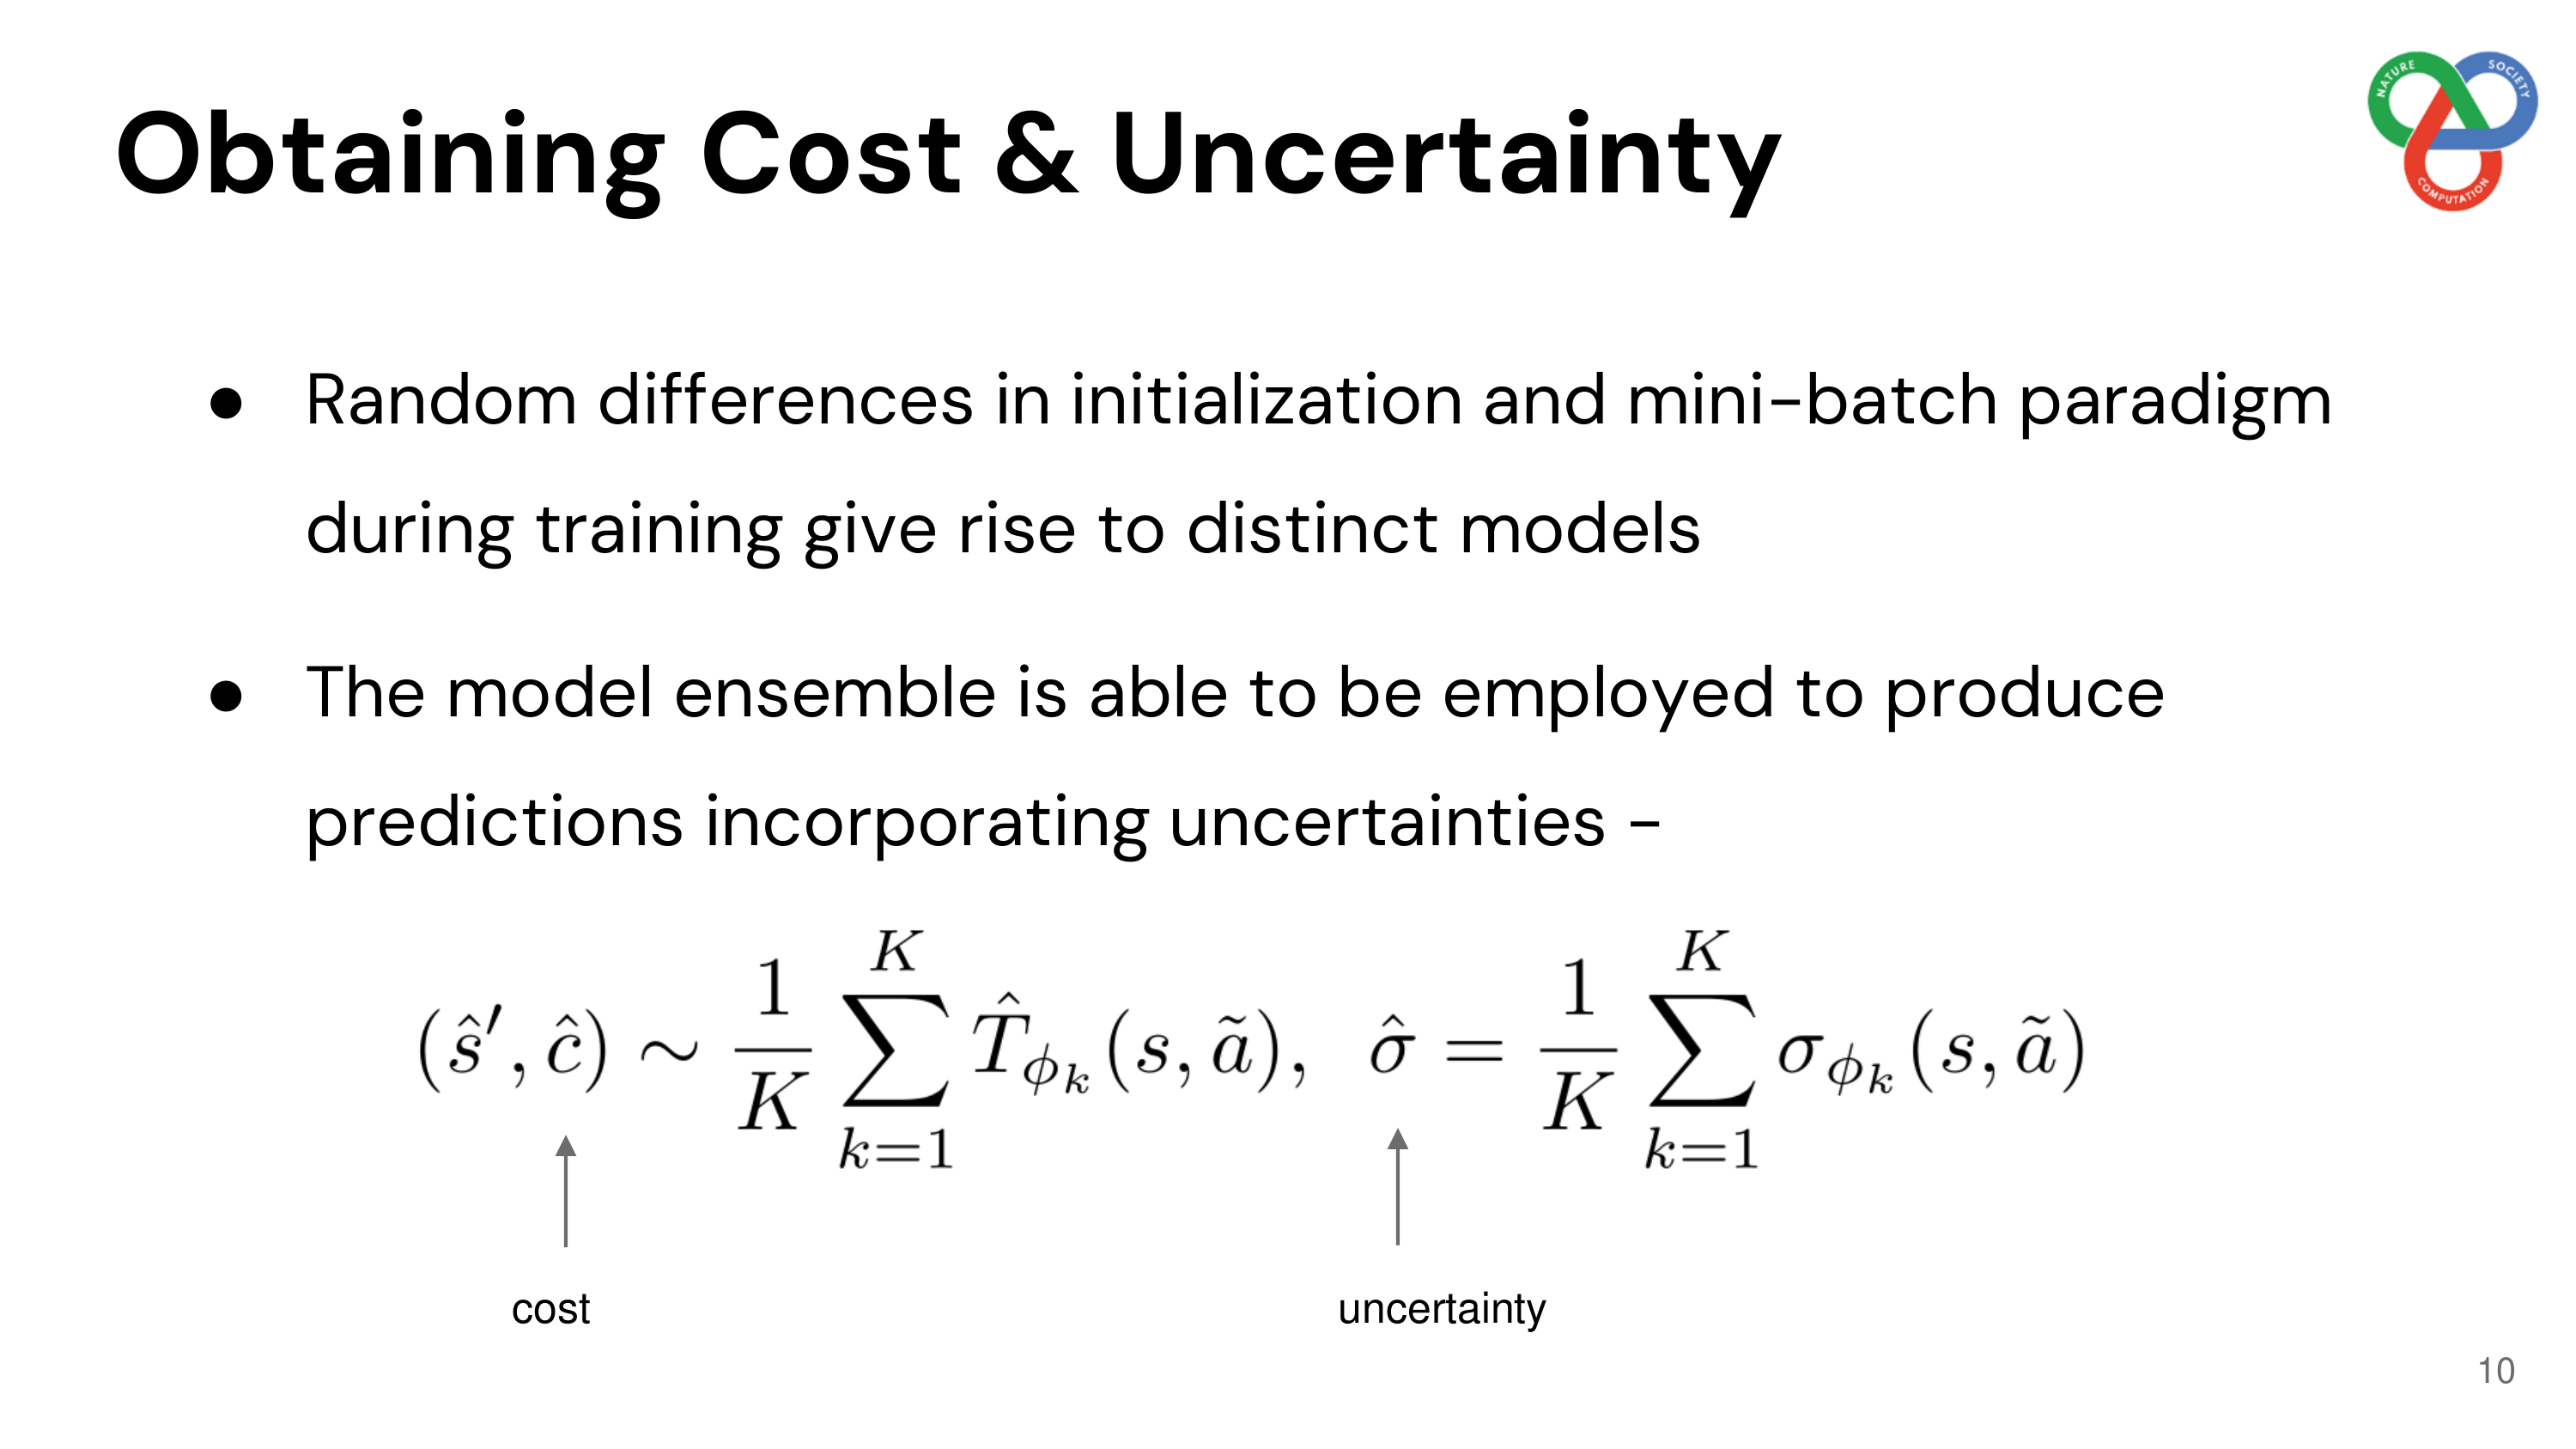 NATURE
SOCIETY
COMPUTATION
Obtaining Cost & Uncertainty
● Random differences in initialization and mini-batch paradigm
during training give rise to distinct models
● The model ensemble is able to be employed to produce
predictions incorporating uncertainties -
$(\hat{s}', \hat{c}) \sim \frac{1}{K} \sum_{k=1}^{K} \hat{T}_{\phi_k}(s, \tilde{a}), \;\; \hat{\sigma} = \frac{1}{K} \sum_{k=1}^{K} \sigma_{\phi_k}(s, \tilde{a})$
cost
uncertainty
10